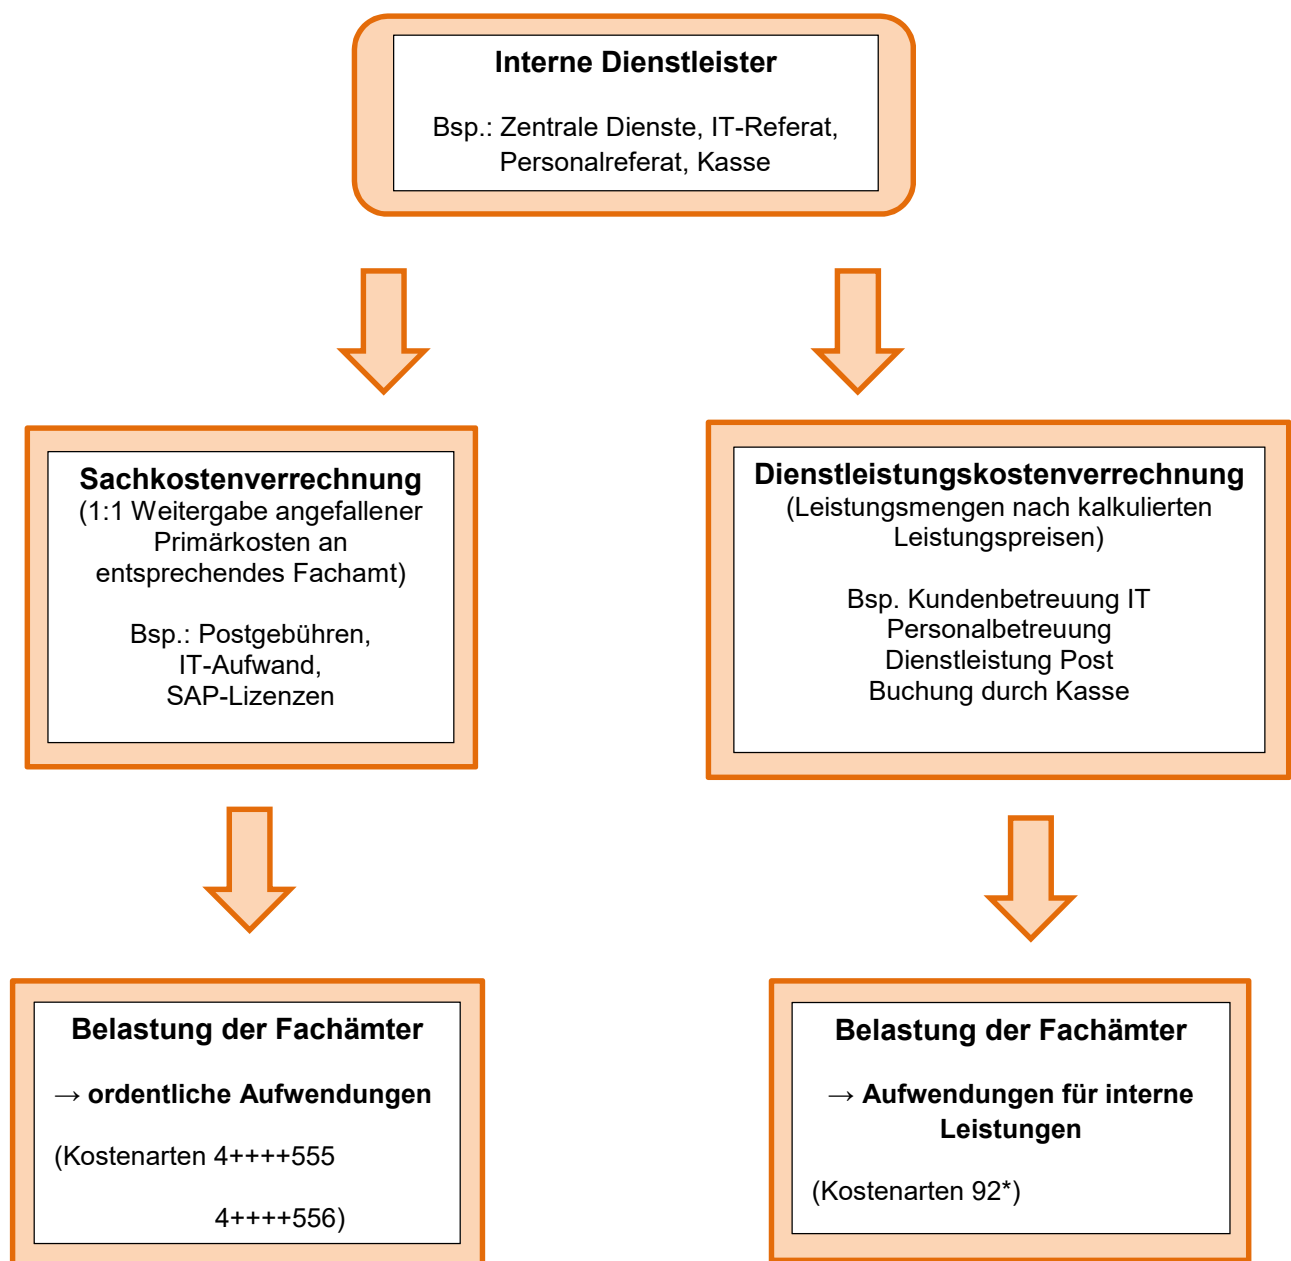 Interne Dienstleister
Bsp.: Zentrale Dienste, IT-Referat,
Personalreferat, Kasse
Sachkostenverrechnung
(1:1 Weitergabe angefallener
Primärkosten an
entsprechendes Fachamt)
Bsp.: Postgebühren,
IT-Aufwand,
SAP-Lizenzen
Dienstleistungskostenverrechnung
(Leistungsmengen nach kalkulierten
Leistungspreisen)
Bsp. Kundenbetreuung IT
Personalbetreuung
Dienstleistung Post
Buchung durch Kasse
Belastung der Fachämter
→ ordentliche Aufwendungen
(Kostenarten 4++++555
4++++556)
Belastung der Fachämter
→ Aufwendungen für interne
Leistungen
(Kostenarten 92*)